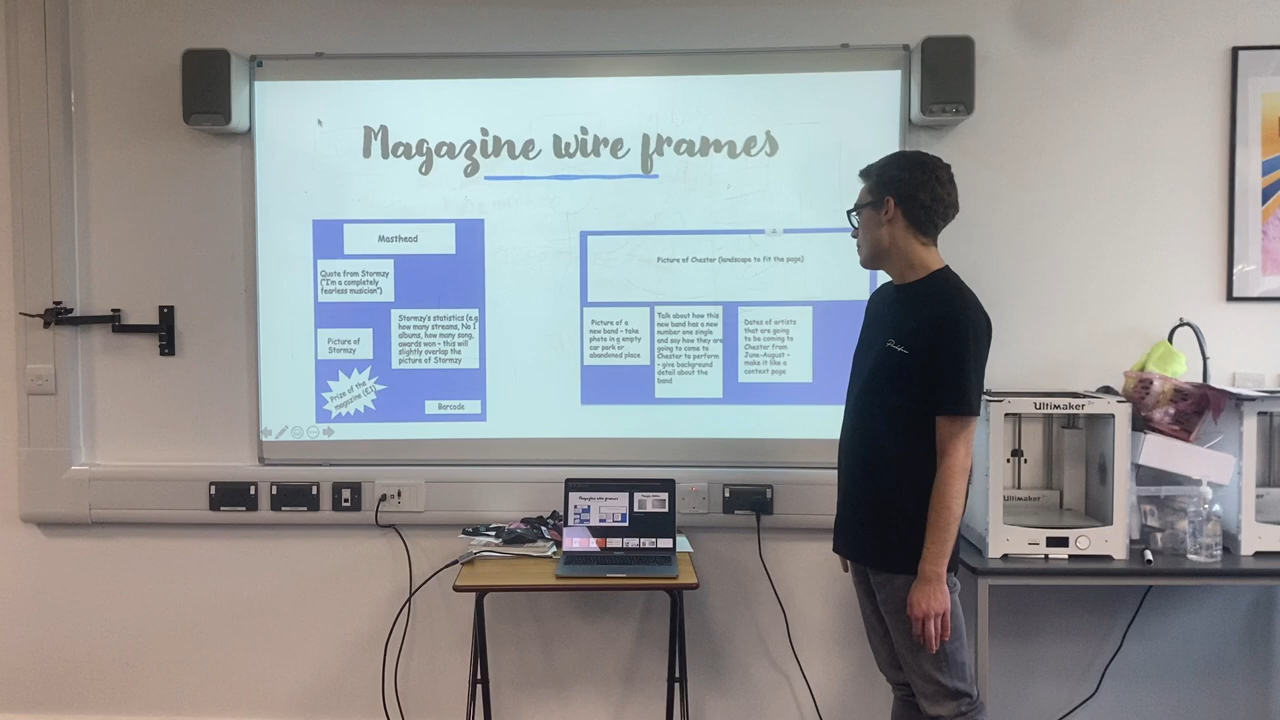 Magazine wire frames
Masthead
Quote from Stormzy
("I'm a completely
fearless musician")
Stormzy's statistics (e.g
how many streams, No 1
albums, how many song,
awards won - this will
slightly overlap the
picture of Stormzy
Picture of
Stormzy
Prize of the
magazine (£1)
Barcode
Picture of Chester (landscape to fit the page)
Picture of a
new band - take
photo in g empty
car park or
abandoned place
Talk about how this
new band has a new
number one single
and say how they are
going to come to
Chester to perform
- give background
detail about the
band
Dates of artists
that are going
to be coming to
Chester from
June-August -
make it like a
context page
Magazine wire frames
Ultimaker
Ultimaker